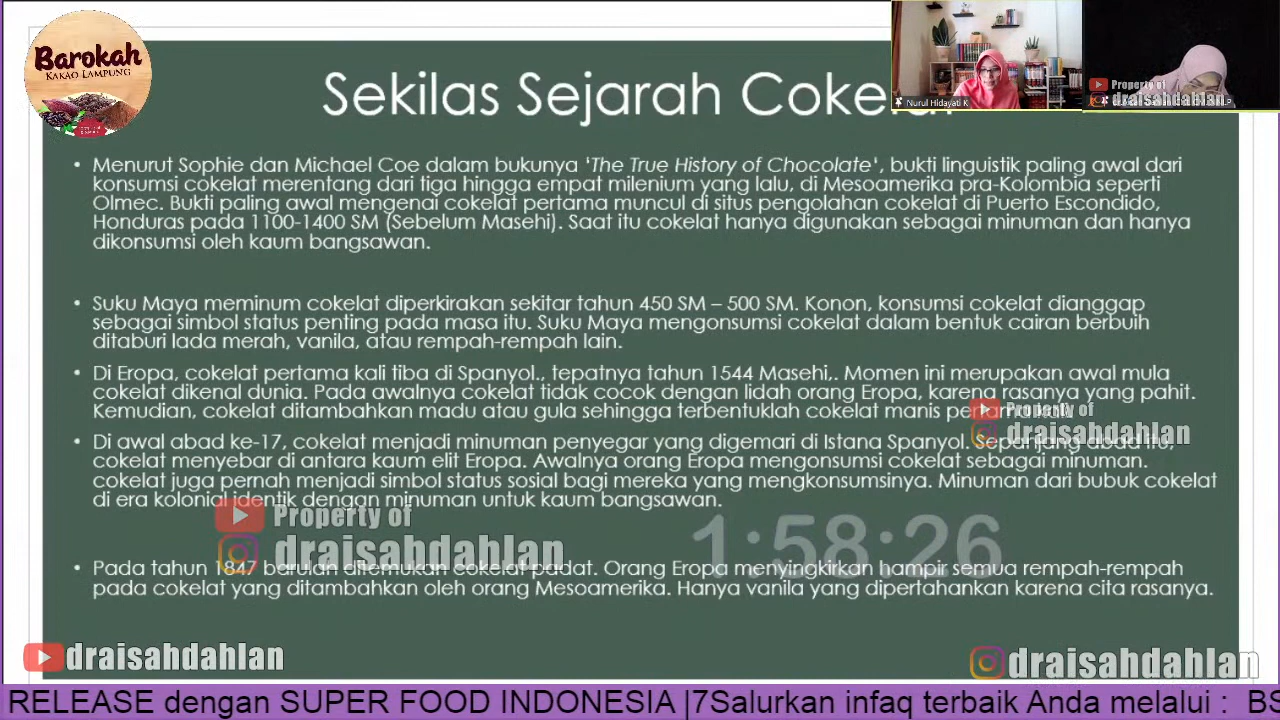 Barokah
KAKAO LAMPUNG
Sekilas Sejarah Cokelat
Nurul Hidayati K
Property of
draisahdahlan
• Menurut Sophie dan Michael Coe dalam bukunya ‘The True History of Chocolate‘, bukti linguistik paling awal dari
konsumsi cokelat merentang dari tiga hingga empat milenium yang lalu, di Mesoamerika pra-Kolombia seperti
Olmec. Bukti paling awal mengenai cokelat pertama muncul di situs pengolahan cokelat di Puerto Escondido,
Honduras pada 1100-1400 SM (Sebelum Masehi). Saat itu cokelat hanya digunakan sebagai minuman dan hanya
dikonsumsi oleh kaum bangsawan.
• Suku Maya meminum cokelat diperkirakan sekitar tahun 450 SM – 500 SM. Konon, konsumsi cokelat dianggap
sebagai simbol status penting pada masa itu. Suku Maya mengonsumsi cokelat dalam bentuk cairan berbuih
ditaburi lada merah, vanila, atau rempah-rempah lain.
• Di Eropa, cokelat pertama kali tiba di Spanyol., tepatnya tahun 1544 Masehi,. Momen ini merupakan awal mula
cokelat dikenal dunia. Pada awalnya cokelat tidak cocok dengan lidah orang Eropa, karena rasanya yang pahit.
Kemudian, cokelat ditambahkan madu atau gula sehingga terbentuklah cokelat manis
Property of
draisahdahlan
• Di awal abad ke-17, cokelat menjadi minuman penyegar yang digemari di Istana Spanyol. Sepanjang abad itu,
cokelat menyebar di antara kaum elit Eropa. Awalnya orang Eropa mengonsumsi cokelat sebagai minuman.
cokelat juga pernah menjadi simbol status sosial bagi mereka yang mengkonsumsinya. Minuman dari bubuk cokelat
di era kolonial identik dengan minuman untuk kaum bangsawan.
Property of
draisahdahlan
1:58:26
• Pada tahun 1847 barulah ditemukan cokelat padat. Orang Eropa menyingkirkan hampir semua rempah-rempah
pada cokelat yang ditambahkan oleh orang Mesoamerika. Hanya vanila yang dipertahankan karena cita rasanya.
draisahdahlan
draisahdahlan
RELEASE dengan SUPER FOOD INDONESIA |7Salurkan infaq terbaik Anda melalui : BS